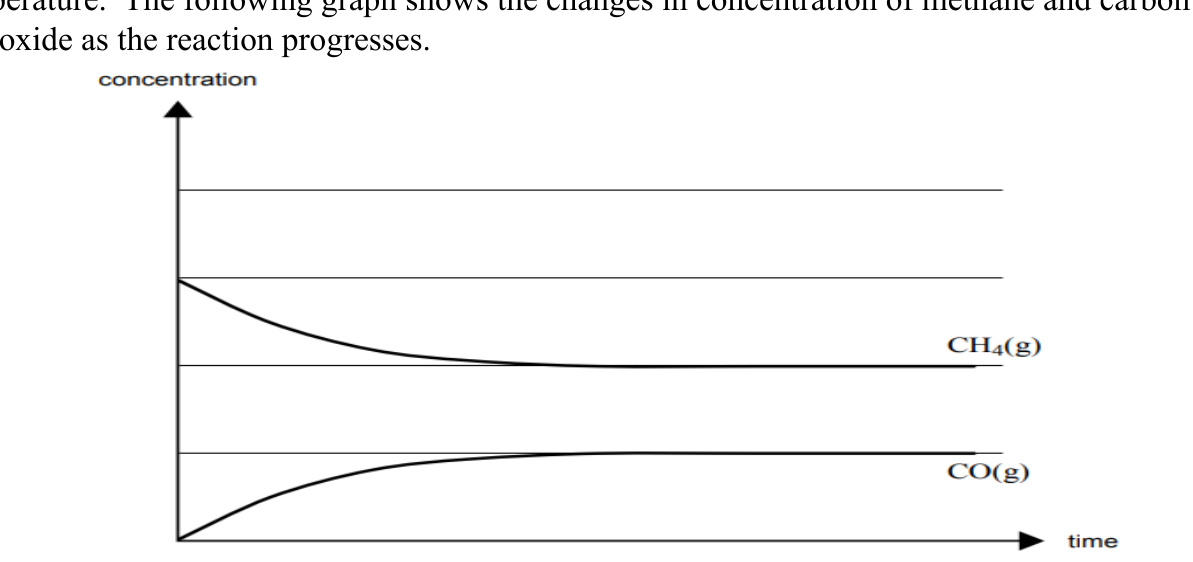 perature. The following graph shows the changes in concentration of methane and carbon
oxide as the reaction progresses.
concentration
CH₄(g)
CO(g)
time